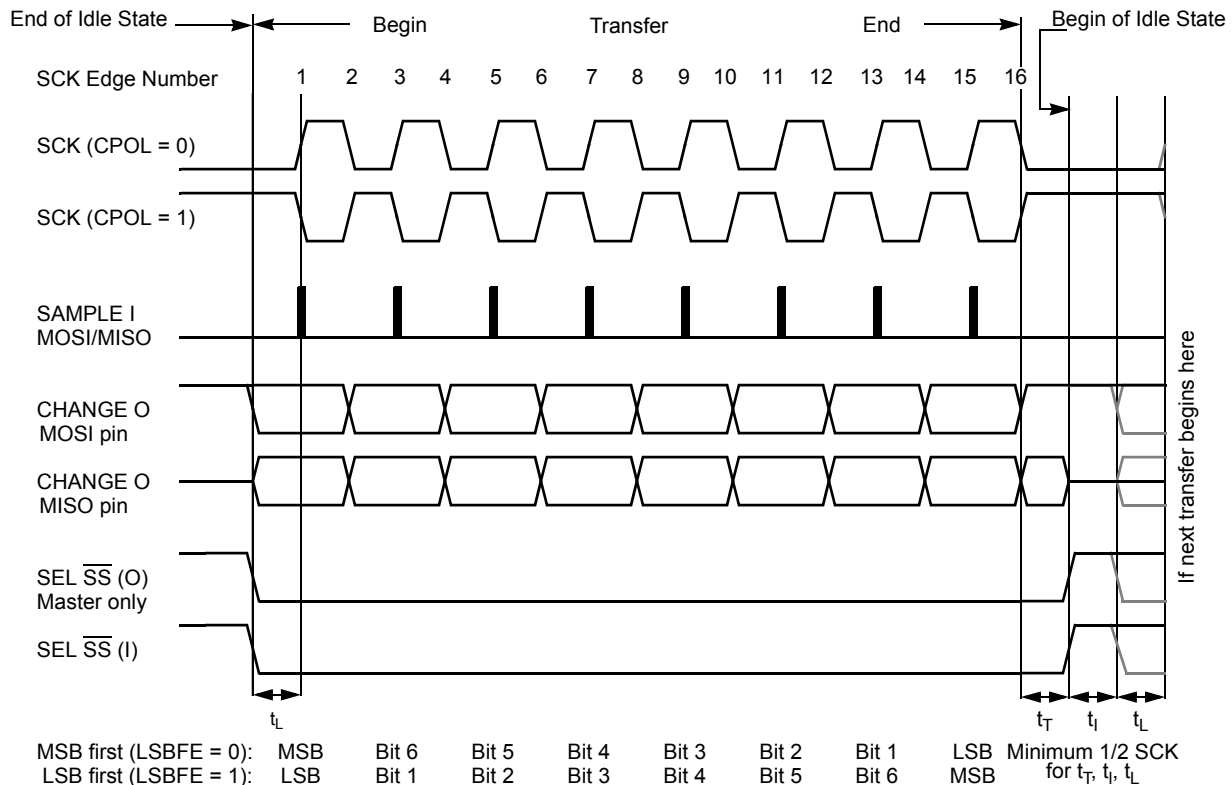 End of Idle State Begin Transfer End Begin of Idle State
SCK Edge Number 1 2 3 4 5 6 7 8 9 10 11 12 13 14 15 16
SCK (CPOL = 0)
SCK (CPOL = 1)
SAMPLE I
MOSI/MISO
CHANGE O
MOSI pin
CHANGE O
MISO pin
SEL SS (O)
Master only
SEL SS (I)
If next transfer begins here
tL tT tI tL
MSB first (LSBFE = 0): MSB Bit 6 Bit 5 Bit 4 Bit 3 Bit 2 Bit 1 LSB Minimum 1/2 SCK
LSB first (LSBFE = 1): LSB Bit 1 Bit 2 Bit 3 Bit 4 Bit 5 Bit 6 MSB for tT, tl, tL